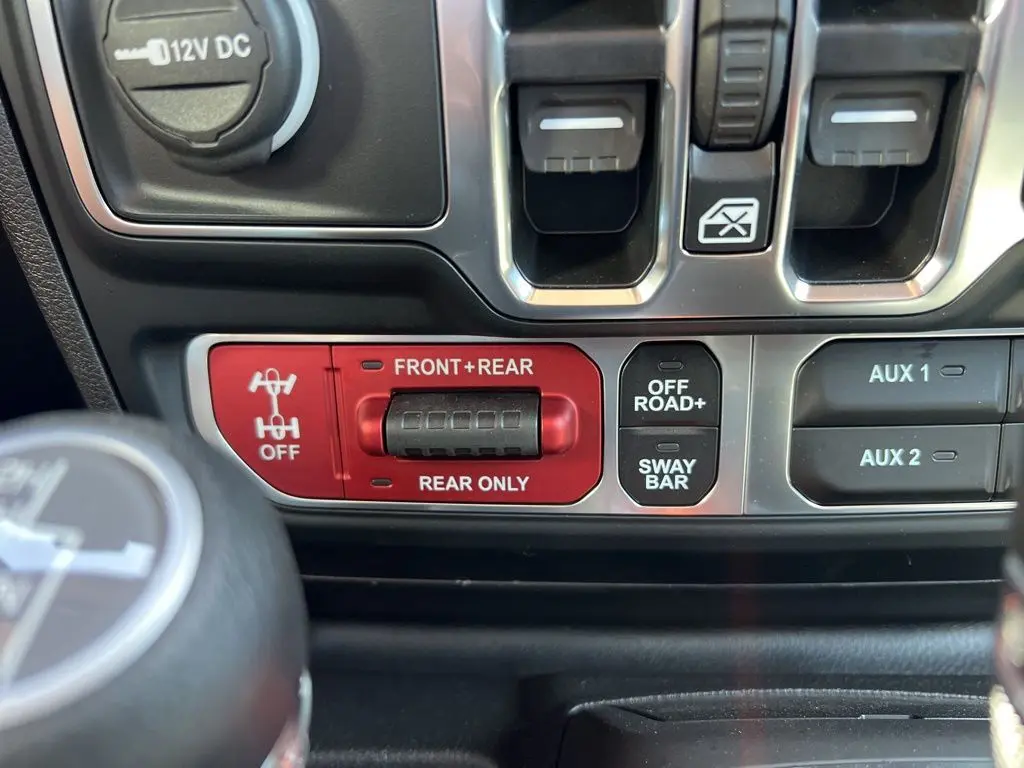 12V DC
FRONT+REAR
OFF
REAR ONLY
OFF
ROAD+
SWAY
BAR
AUX 1
AUX 2